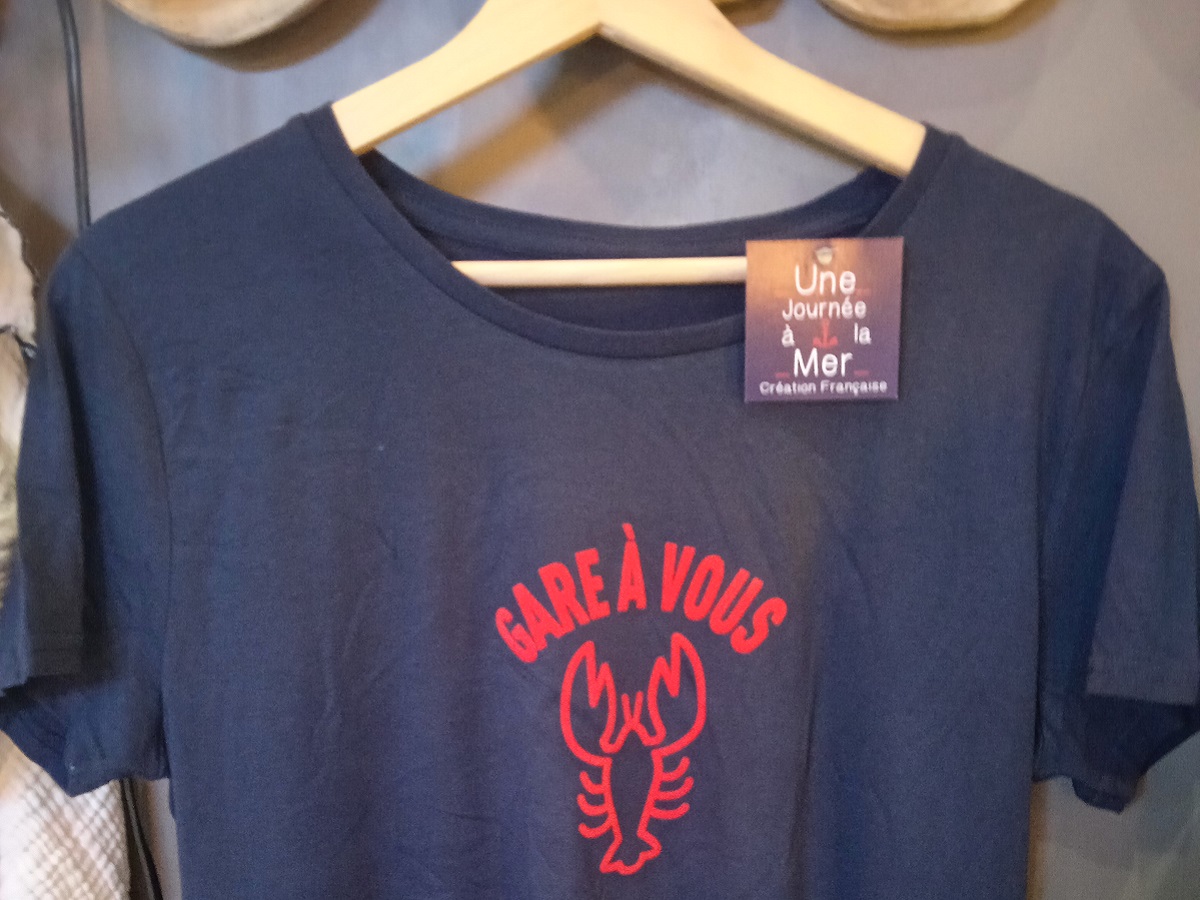 Une
Journée
à la
Mer
Création Française
GARE À VOUS